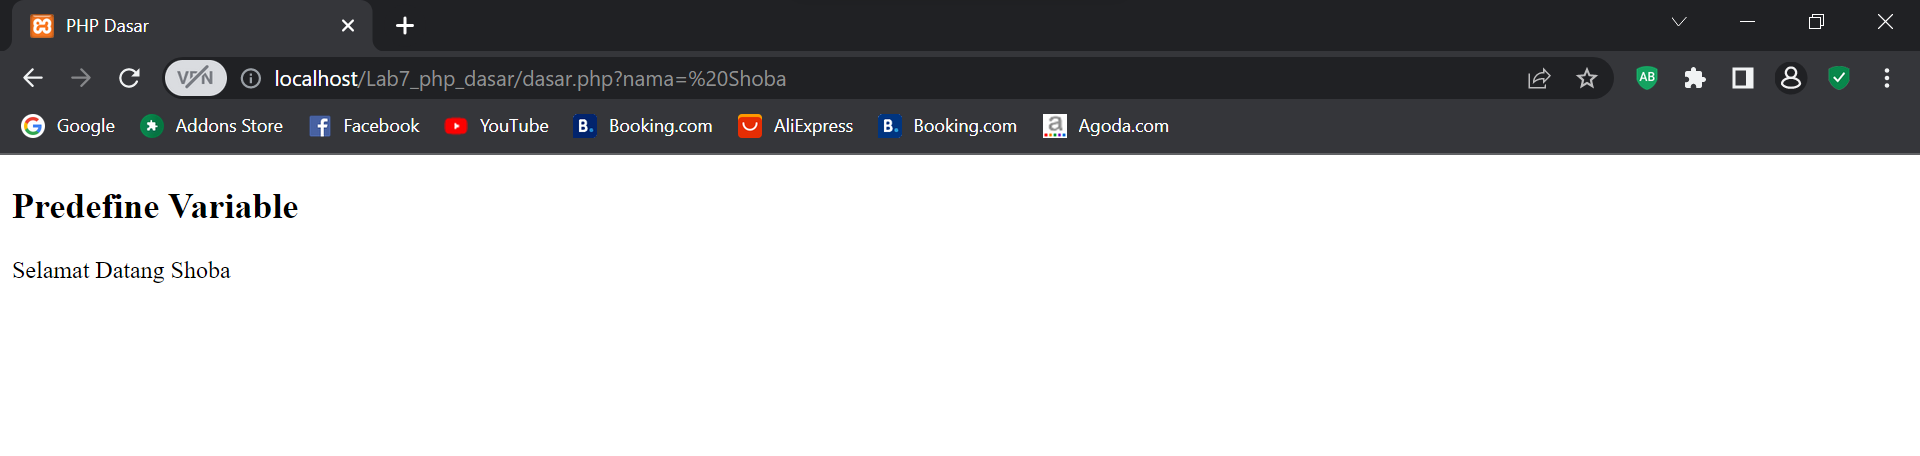 PHP Dasar
VPN localhost/Lab7_php_dasar/dasar.php?nama=%20Shoba AB
Google Addons Store Facebook YouTube B. Booking.com AliExpress B. Booking.com a Agoda.com
Predefine Variable
Selamat Datang Shoba